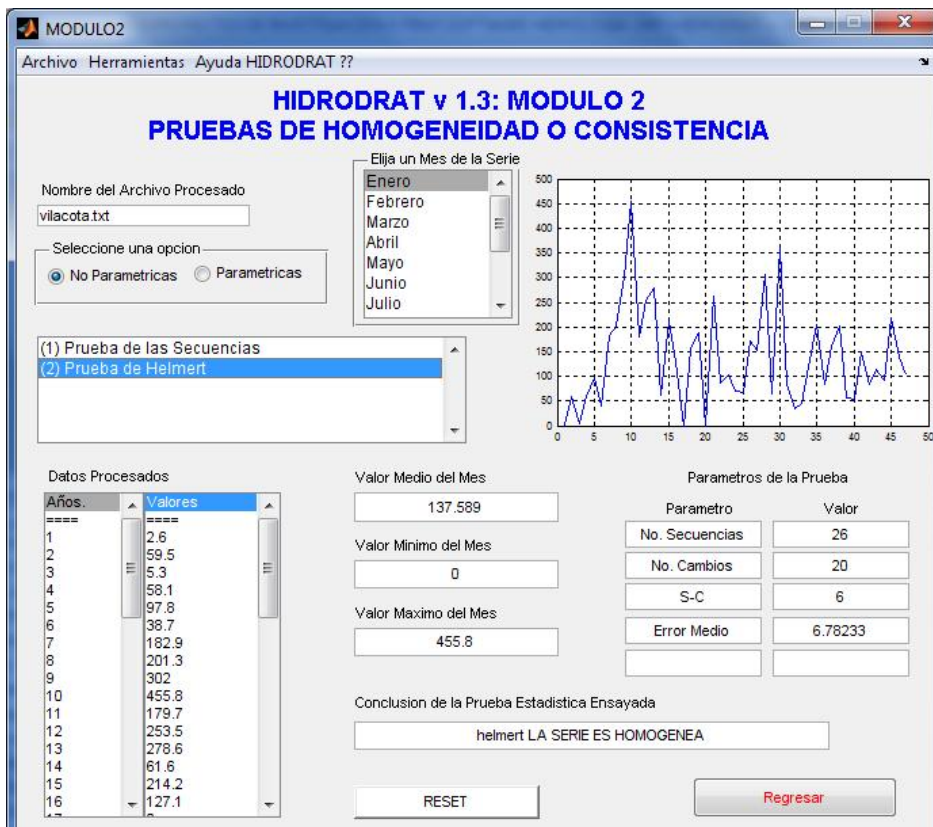 MODULO2
Archivo Herramientas Ayuda HIDRODRAT ??
HIDRODRAT v 1.3: MODULO 2
PRUEBAS DE HOMOGENEIDAD O CONSISTENCIA
Nombre del Archivo Procesado
vilacota.txt
Seleccione una opcion
No Parametricas Parametricas
Elija un Mes de la Serie
Enero
Febrero
Marzo
Abril
Mayo
Junio
Julio
500
450
400
350
300
250
200
150
100
50
0
0 5 10 15 20 25 30 35 40 45 50
(1) Prueba de las Secuencias
(2) Prueba de Helmert
Datos Procesados
Años. Valores
==== ====
1 2.6
2 59.5
3 5.3
4 58.1
5 97.8
6 38.7
7 182.9
8 201.3
9 302
10 455.8
11 179.7
12 253.5
13 278.6
14 61.6
15 214.2
16 127.1
Valor Medio del Mes
137.589
Valor Minimo del Mes
0
Valor Maximo del Mes
455.8
Parametros de la Prueba
Parametro Valor
No. Secuencias 26
No. Cambios 20
S-C 6
Error Medio 6.78233
Conclusion de la Prueba Estadistica Ensayada
helmert LA SERIE ES HOMOGENEA
RESET
Regresar